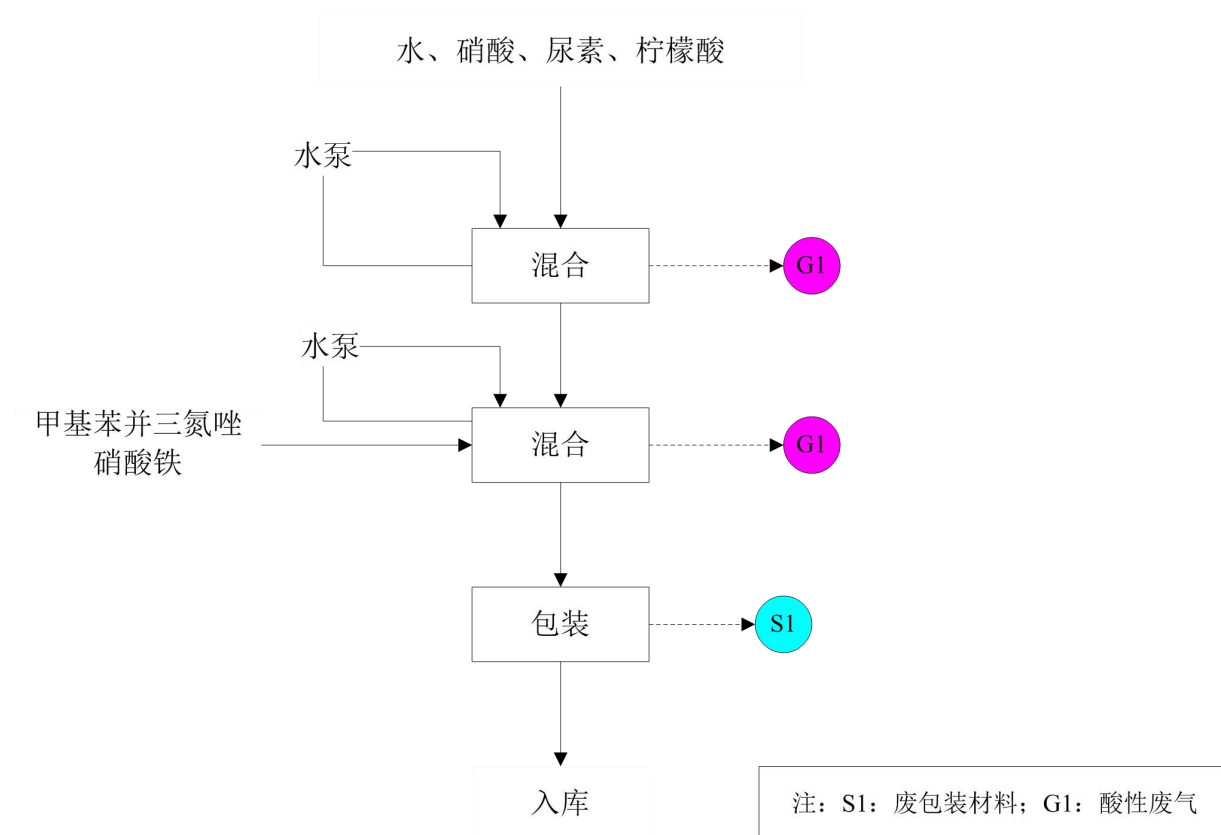 水、硝酸、尿素、柠檬酸
水泵
混合
G1
水泵
甲基苯并三氮唑
硝酸铁
混合
G1
包装
S1
入库
注：S1：废包装材料；G1：酸性废气